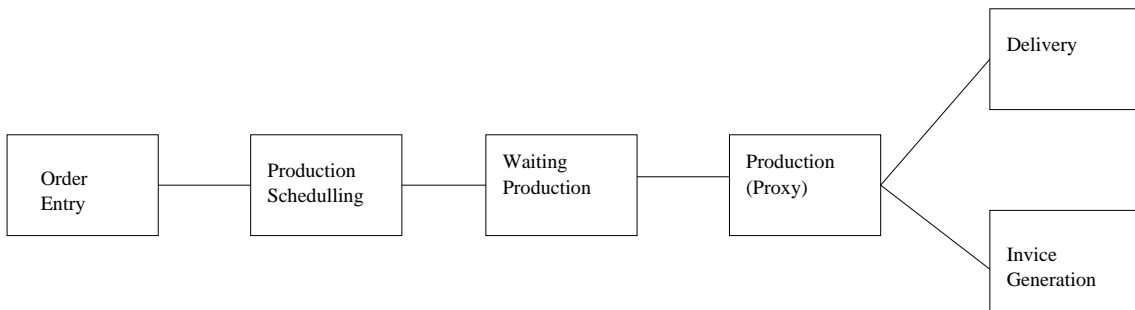 Order
Entry
Production
Schedulling
Waiting
Production
Production
(Proxy)
Delivery
Invice
Generation